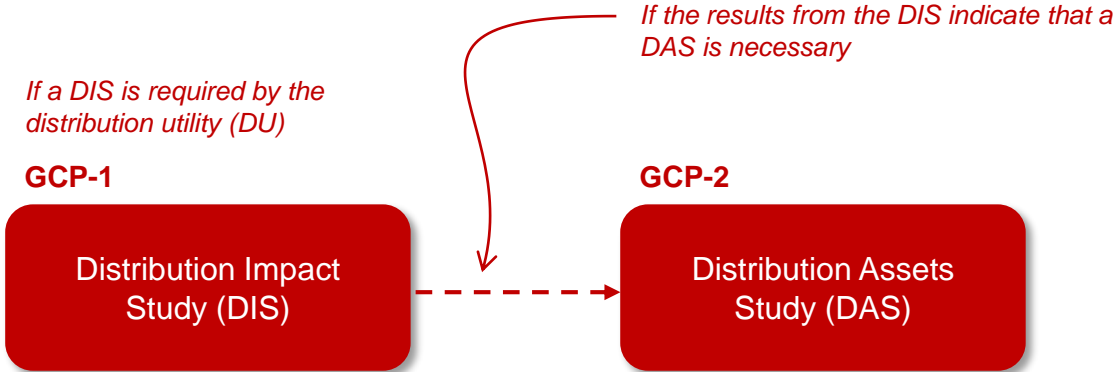 If the results from the DIS indicate that a
DAS is necessary
If a DIS is required by the
distribution utility (DU)
GCP-1
Distribution Impact
Study (DIS)
GCP-2
Distribution Assets
Study (DAS)